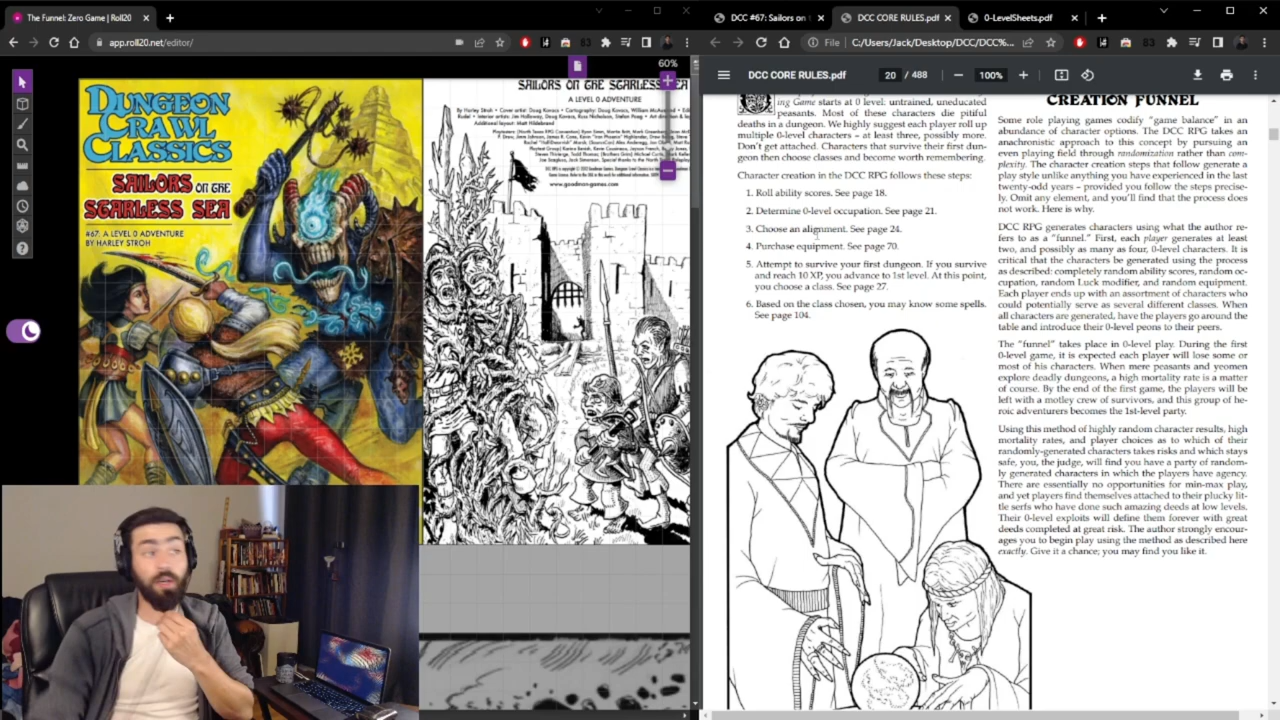 The Funnel: Zero Game | Roll20
app.roll20.net/editor/
83
60%
DUNGEON
CRAWL
CLASSICS
SAILORS ON THE
STARLESS SEA
#67: A LEVEL 0 ADVENTURE
BY HARLEY STROH
SAILORS ON THE STARLESS SEA
A LEVEL 0 ADVENTURE
www.goodman-games.com
DCC #67: Sailors on
DCC CORE RULES.pdf
0-LevelSheets.pdf
File
C:/Users/Jack/Desktop/DCC/DCC%...
83
DCC CORE RULES.pdf
20 / 488
100%
ing Game starts at 0 level: untrained, uneducated
peasants. Most of these characters die pitiful
deaths in a dungeon. We highly suggest each player roll up
multiple 0-level characters – at least three, possibly more.
Don't get attached. Characters that survive their first dun-
geon then choose classes and become worth remembering.
Character creation in the DCC RPG follows these steps:
1. Roll ability scores. See page 18.
2. Determine 0-level occupation. See page 21.
3. Choose an alignment. See page 24.
4. Purchase equipment. See page 70.
5. Attempt to survive your first dungeon. If you survive
and reach 10 XP, you advance to 1st level. At this point,
you choose a class. See page 27.
6. Based on the class chosen, you may know some spells.
See page 104.
CREATION FUNNEL
Some role playing games codify "game balance" in an
abundance of character options. The DCC RPG takes an
anachronistic approach to this concept by pursuing an
even playing field through randomization rather than com-
plexity. The character creation steps that follow generate a
play style unlike anything you have experienced in the last
twenty-odd years – provided you follow the steps precise-
ly. Omit any element, and you'll find that the process does
not work. Here is why.
DCC RPG generates characters using what the author re-
fers to as a "funnel." First, each player generates at least
two, and possibly as many as four, 0-level characters. It is
critical that the characters be generated using the process
as described: completely random ability scores, random oc-
cupation, random Luck modifier, and random equipment.
Each player ends up with an assortment of characters who
could potentially serve as several different classes. When
all characters are generated, have the players go around the
table and introduce their 0-level peons to their peers.
The "funnel" takes place in 0-level play. During the first
0-level game, it is expected each player will lose some or
most of his characters. When mere peasants and yeomen
explore deadly dungeons, a high mortality rate is a matter
of course. By the end of the first game, the players will be
left with a motley crew of survivors, and this group of he-
roic adventurers becomes the 1st-level party.
Using this method of highly random character results, high
mortality rates, and player choices as to which of their
randomly-generated characters takes risks and which stays
safe, you, the judge, will find you have a party of random-
ly generated characters in which the players have agency.
There are essentially no opportunities for min-max play,
and yet players find themselves attached to their plucky lit-
tle serfs who have done such amazing deeds at low levels.
Their 0-level exploits will define them forever with great
deeds completed at great risk. The author strongly encour-
ages you to begin play using the method as described here
exactly. Give it a chance; you may find you like it.